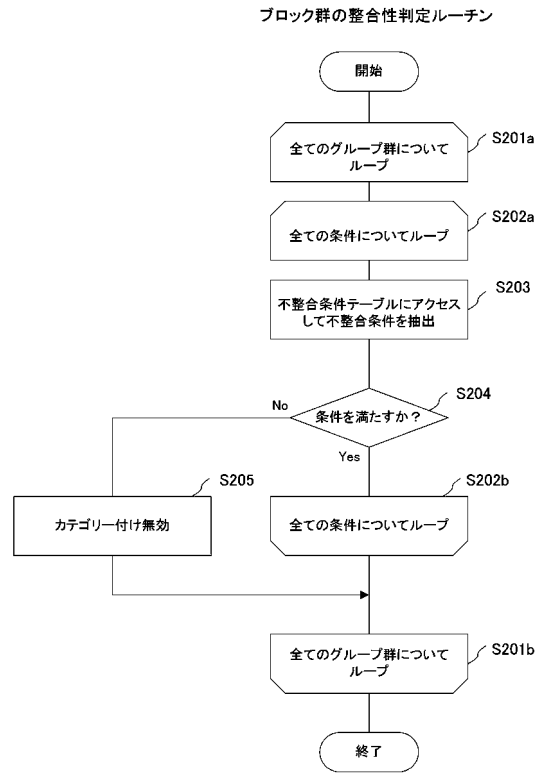 ブロック群の整合性判定ルーチン
開始
全てのグループ群について
ループ
S201a
全ての条件についてループ
S202a
不整合条件テーブルにアクセス
して不整合条件を抽出
S203
条件を満たすか？
S204
No
Yes
カテゴリー付け無効
S205
全ての条件についてループ
S202b
全てのグループ群について
ループ
S201b
終了